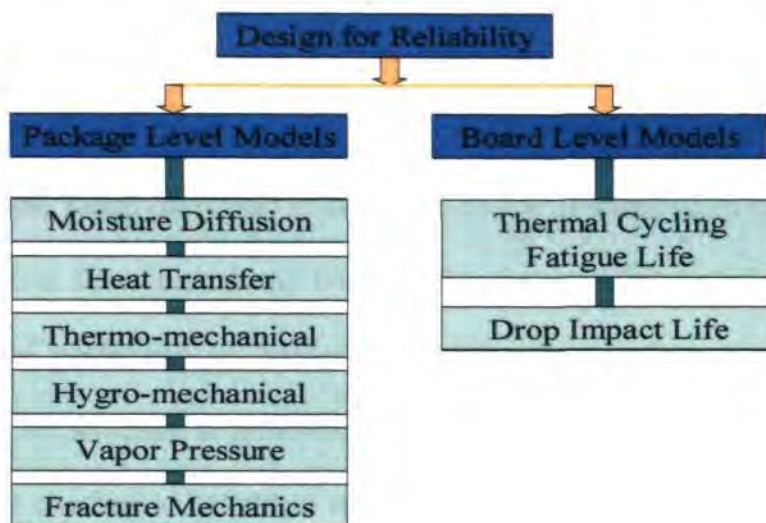 Design for Reliability
Package Level Models
Board Level Models
Moisture Diffusion
Heat Transfer
Thermo-mechanical
Hygro-mechanical
Vapor Pressure
Fracture Mechanics
Thermal Cycling
Fatigue Life
Drop Impact Life